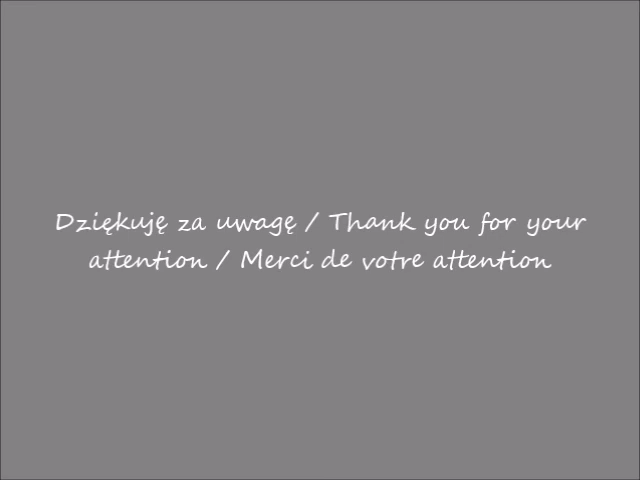 Dziękuję za uwagę / Thank you for your
attention / Merci de votre attention